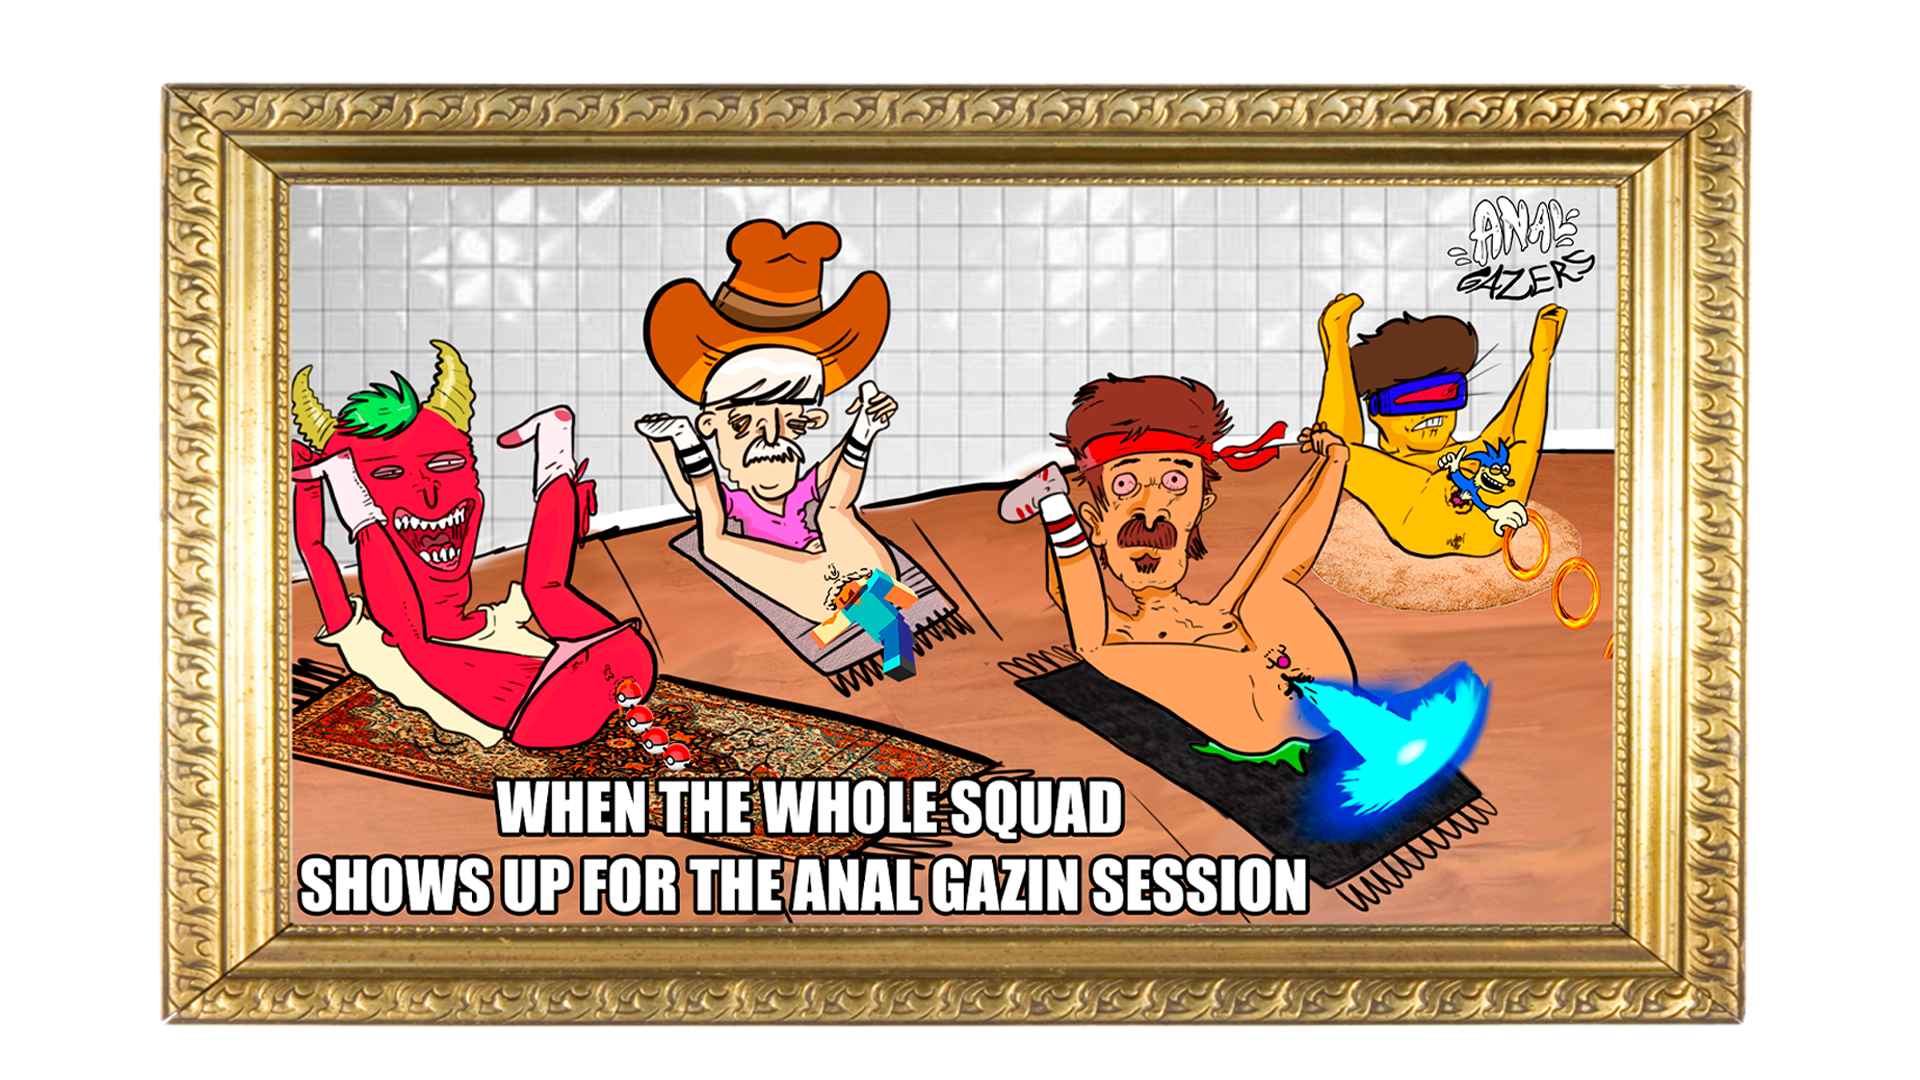 ANAL
GAZERS
WHEN THE WHOLE SQUAD
SHOWS UP FOR THE ANAL GAZIN SESSION